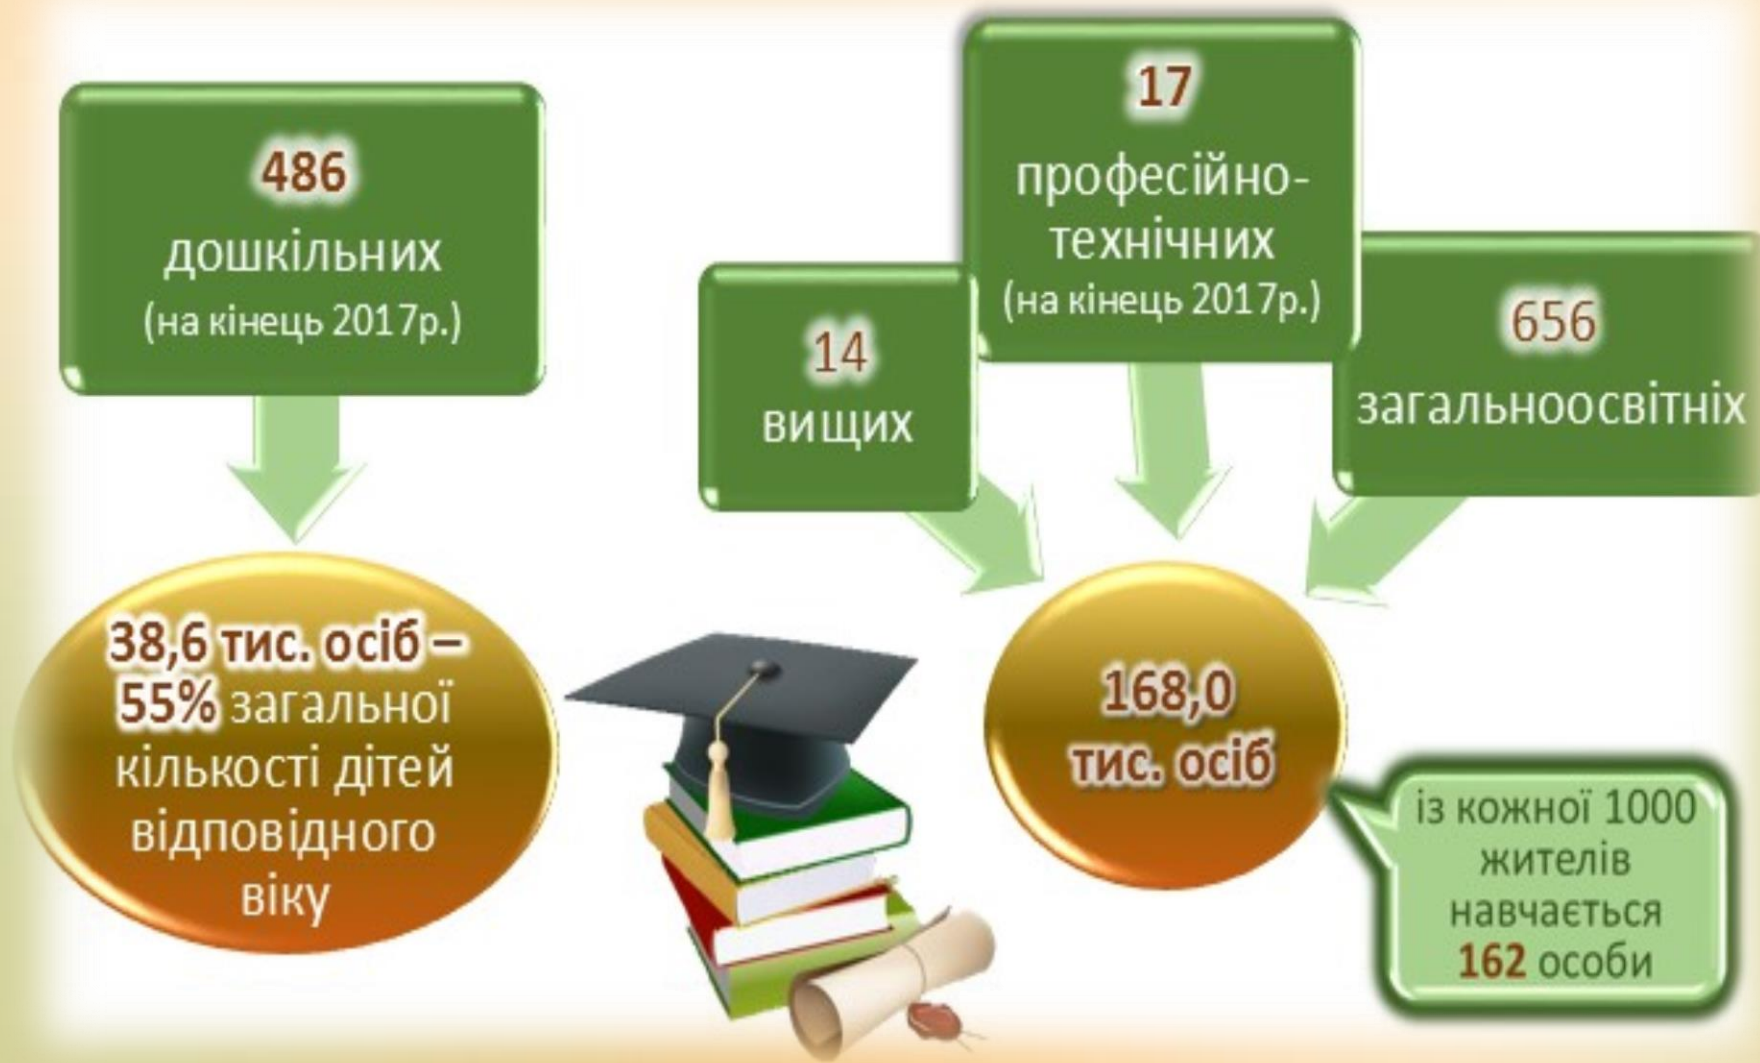 486
дошкільних
(на кінець 2017р.)
38,6 тис. осіб –
55% загальної
кількості дітей
відповідного
віку
14
вищих
17
професійно-
технічних
(на кінець 2017р.)
656
загальноосвітніх
168,0
тис. осіб
із кожної 1000
жителів
навчається
162 особи